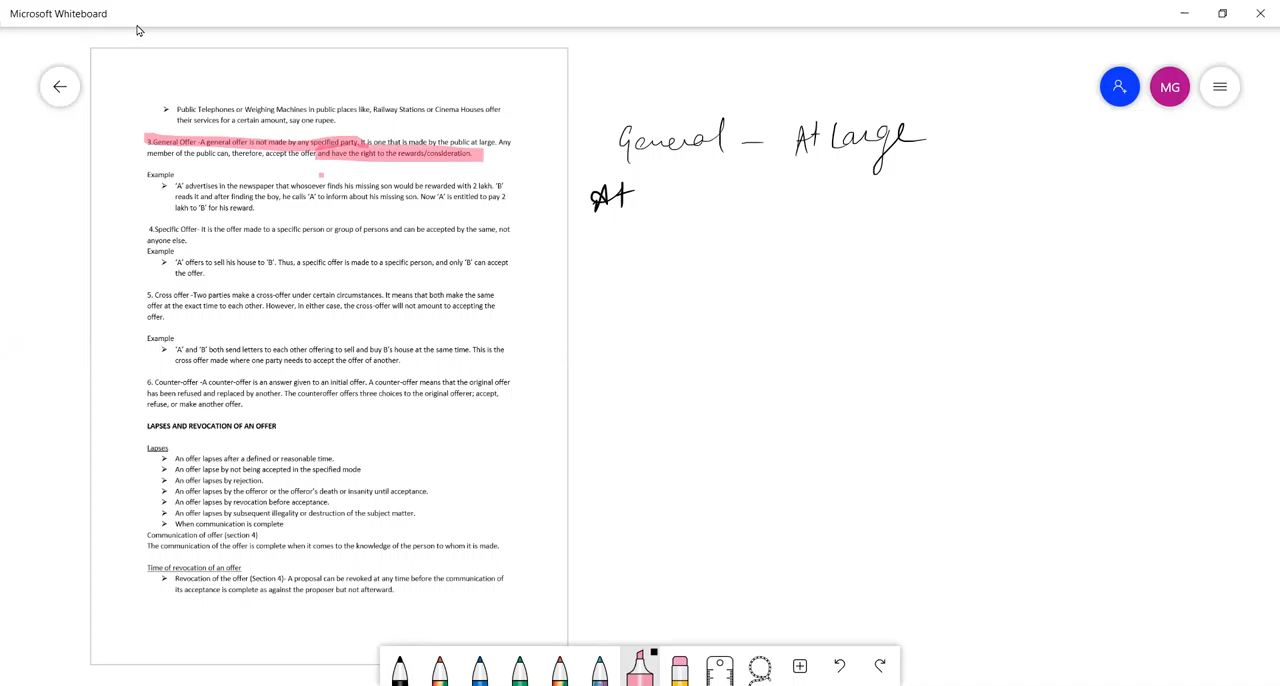 Microsoft Whiteboard
MG
➤ Public Telephones or Weighing Machines in public places like, Railway Stations or Cinema Houses offer
their services for a certain amount, say one rupee.
3.General Offer -A general offer is not made by any specified party. It is one that is made by the public at large. Any
member of the public can, therefore, accept the offer and have the right to the rewards/consideration.
Example
➤ ‘A’ advertises in the newspaper that whosoever finds his missing son would be rewarded with 2 lakh. ‘B’
reads it and after finding the boy, he calls ‘A’ to inform about his missing son. Now ‘A’ is entitled to pay 2
lakh to ‘B’ for his reward.
4.Specific Offer- It is the offer made to a specific person or group of persons and can be accepted by the same, not
anyone else.
Example
➤ ‘A’ offers to sell his house to ‘B’. Thus, a specific offer is made to a specific person, and only ‘B’ can accept
the offer.
5. Cross offer -Two parties make a cross-offer under certain circumstances. It means that both make the same
offer at the exact time to each other. However, in either case, the cross-offer will not amount to accepting the
offer.
Example
➤ ‘A’ and ‘B’ both send letters to each other offering to sell and buy B’s house at the same time. This is the
cross offer made where one party needs to accept the offer of another.
6. Counter-offer -A counter-offer is an answer given to an initial offer. A counter-offer means that the original offer
has been refused and replaced by another. The counteroffer offers three choices to the original offerer; accept,
refuse, or make another offer.
LAPSES AND REVOCATION OF AN OFFER
Lapses
➤ An offer lapses after a defined or reasonable time.
➤ An offer lapse by not being accepted in the specified mode
➤ An offer lapses by rejection.
➤ An offer lapses by the offeror or the offeror’s death or insanity until acceptance.
➤ An offer lapses by revocation before acceptance.
➤ An offer lapses by subsequent illegality or destruction of the subject matter.
➤ When communication is complete
Communication of offer (section 4)
The communication of the offer is complete when it comes to the knowledge of the person to whom it is made.
Time of revocation of an offer
➤ Revocation of the offer (Section 4)- A proposal can be revoked at any time before the communication of
its acceptance is complete as against the proposer but not afterward.
General - At Large
At